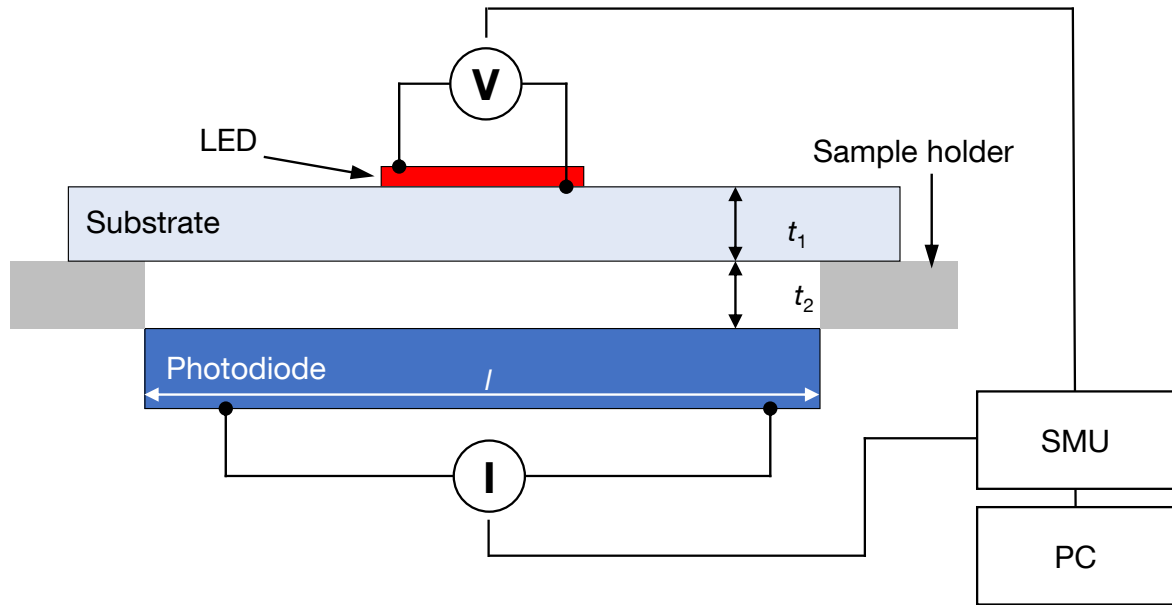 V
LED
Sample holder
Substrate
t1
t2
Photodiode
l
SMU
I
PC